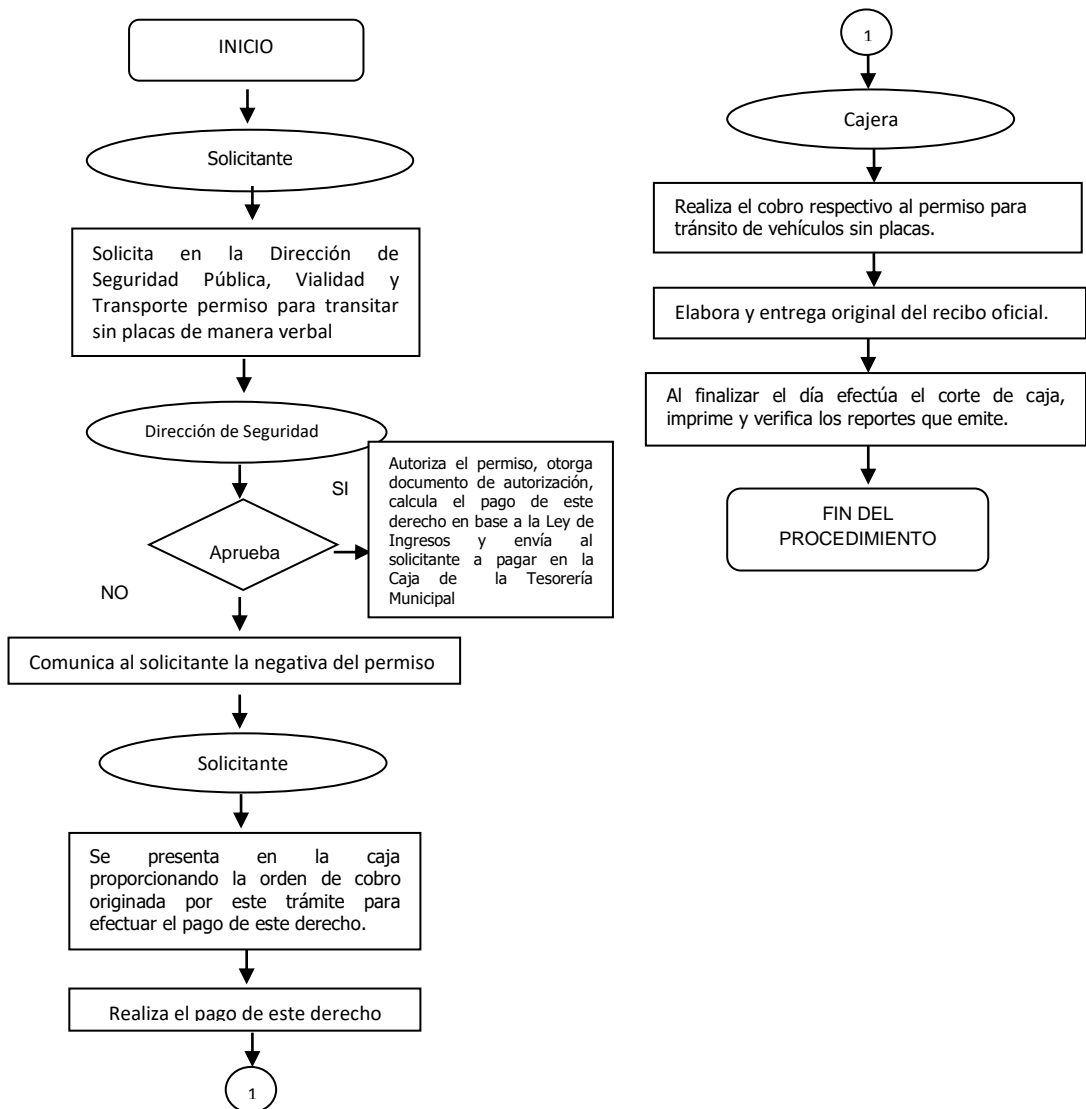 INICIO
Solicitante
Solicita en la Dirección de
Seguridad Pública, Vialidad y
Transporte permiso para transitar
sin placas de manera verbal
Dirección de Seguridad
Aprueba
SI
Autoriza el permiso, otorga
documento de autorización,
calcula el pago de este
derecho en base a la Ley de
Ingresos y envía al
solicitante a pagar en la
Caja de la Tesorería
Municipal
NO
Comunica al solicitante la negativa del permiso
Solicitante
Se presenta en la caja
proporcionando la orden de cobro
originada por este trámite para
efectuar el pago de este derecho.
Realiza el pago de este derecho
1
1
Cajera
Realiza el cobro respectivo al permiso para
tránsito de vehículos sin placas.
Elabora y entrega original del recibo oficial.
Al finalizar el día efectúa el corte de caja,
imprime y verifica los reportes que emite.
FIN DEL
PROCEDIMIENTO